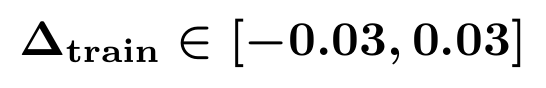 Δtrain ∈ [−0.03, 0.03]